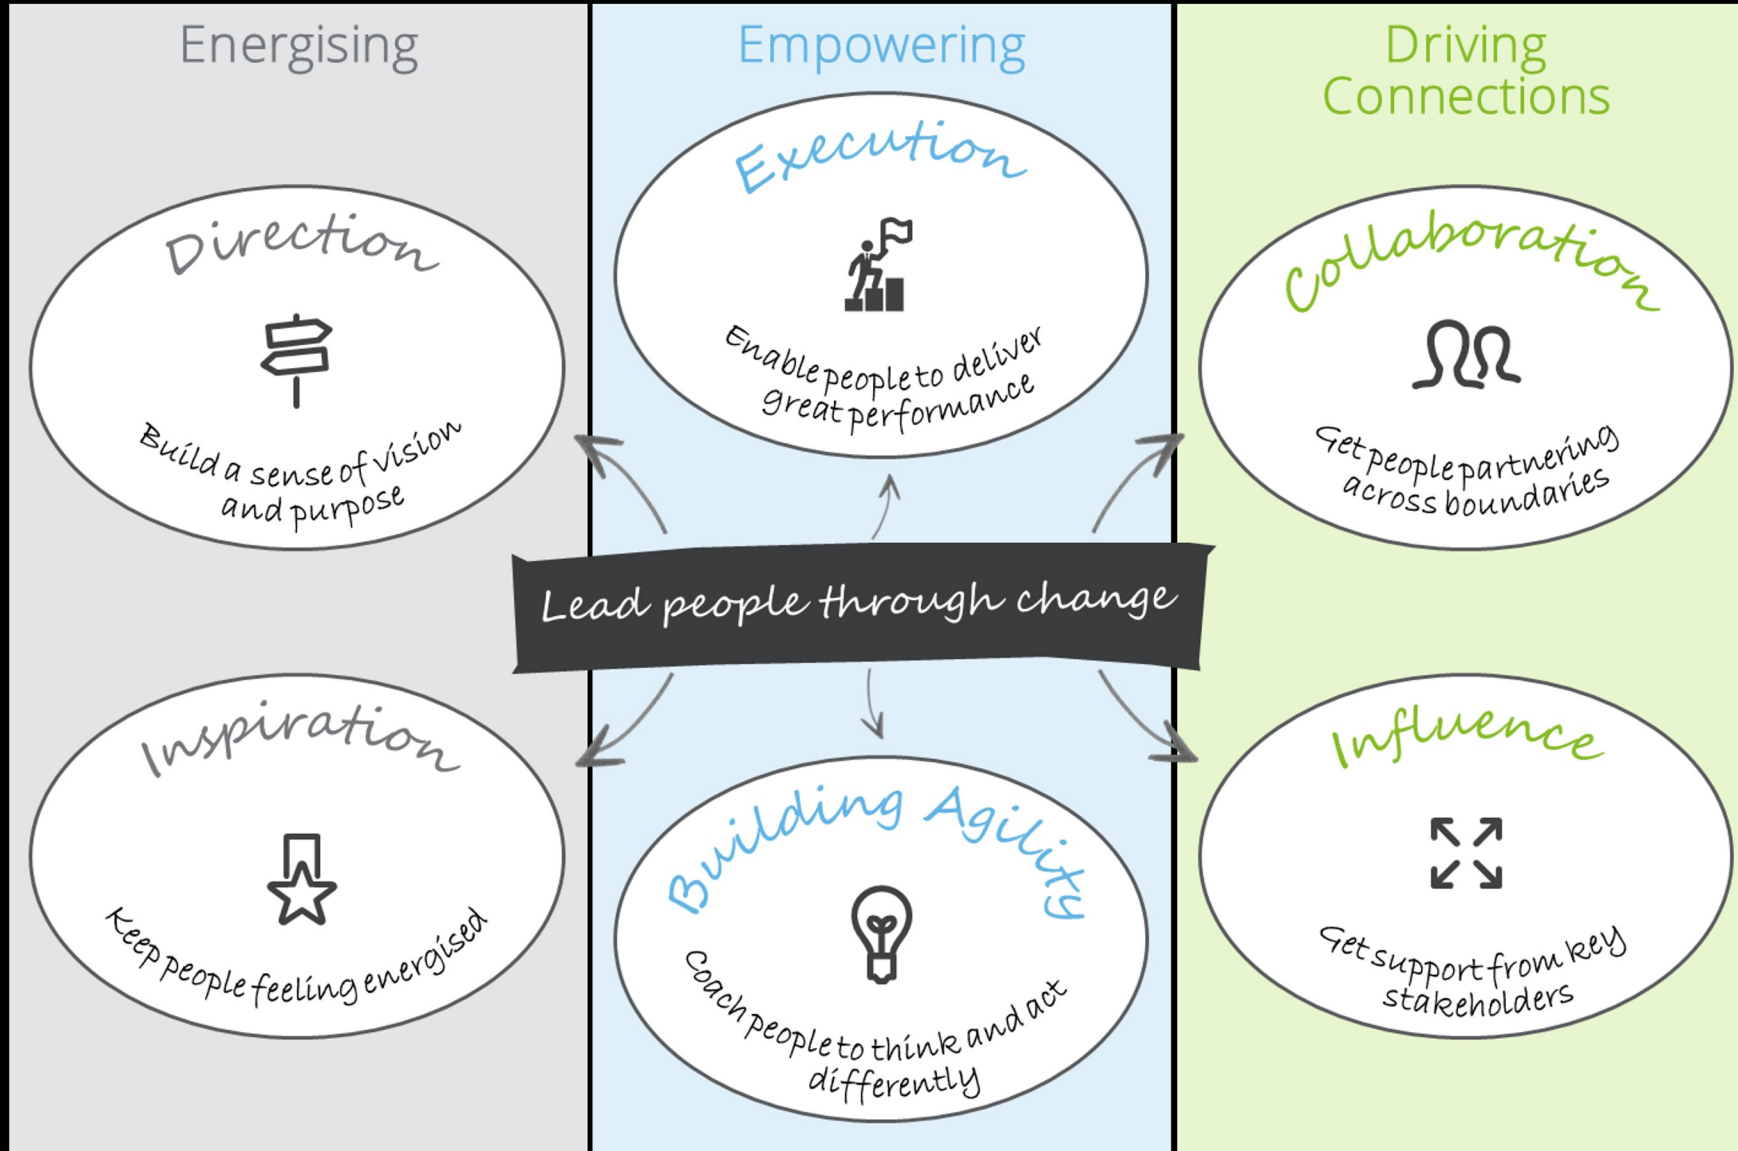 Energising
Direction
Build a sense of vision
and purpose
Inspiration
Keep people feeling energised
Empowering
Execution
Enable people to deliver
great performance
Lead people through change
Building Agility
Coach people to think and act
differently
Driving
Connections
Collaboration
Get people partnering
across boundaries
Influence
Get support from key
stakeholders